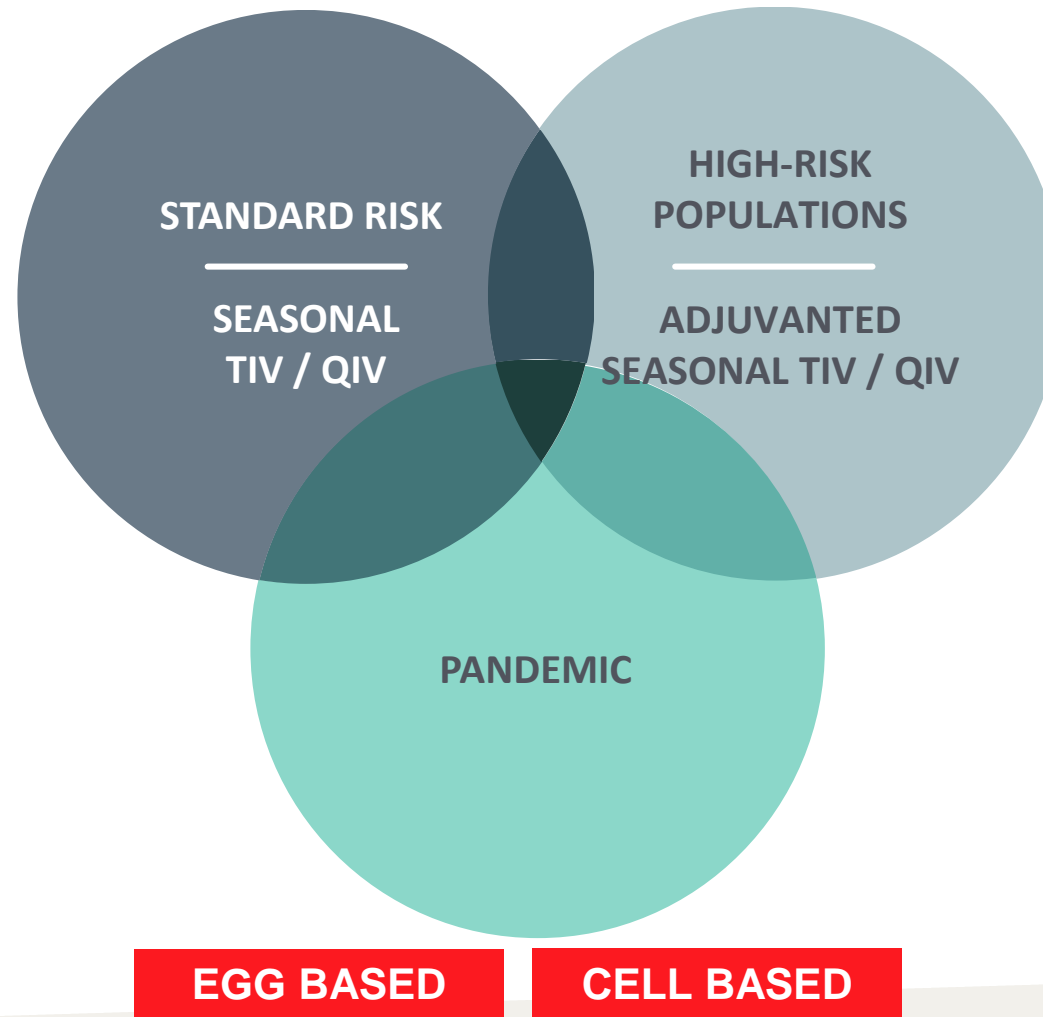 STANDARD RISK
SEASONAL
TIV / QIV
HIGH-RISK
POPULATIONS
ADJUVANTED
SEASONAL TIV / QIV
PANDEMIC
EGG BASED
CELL BASED